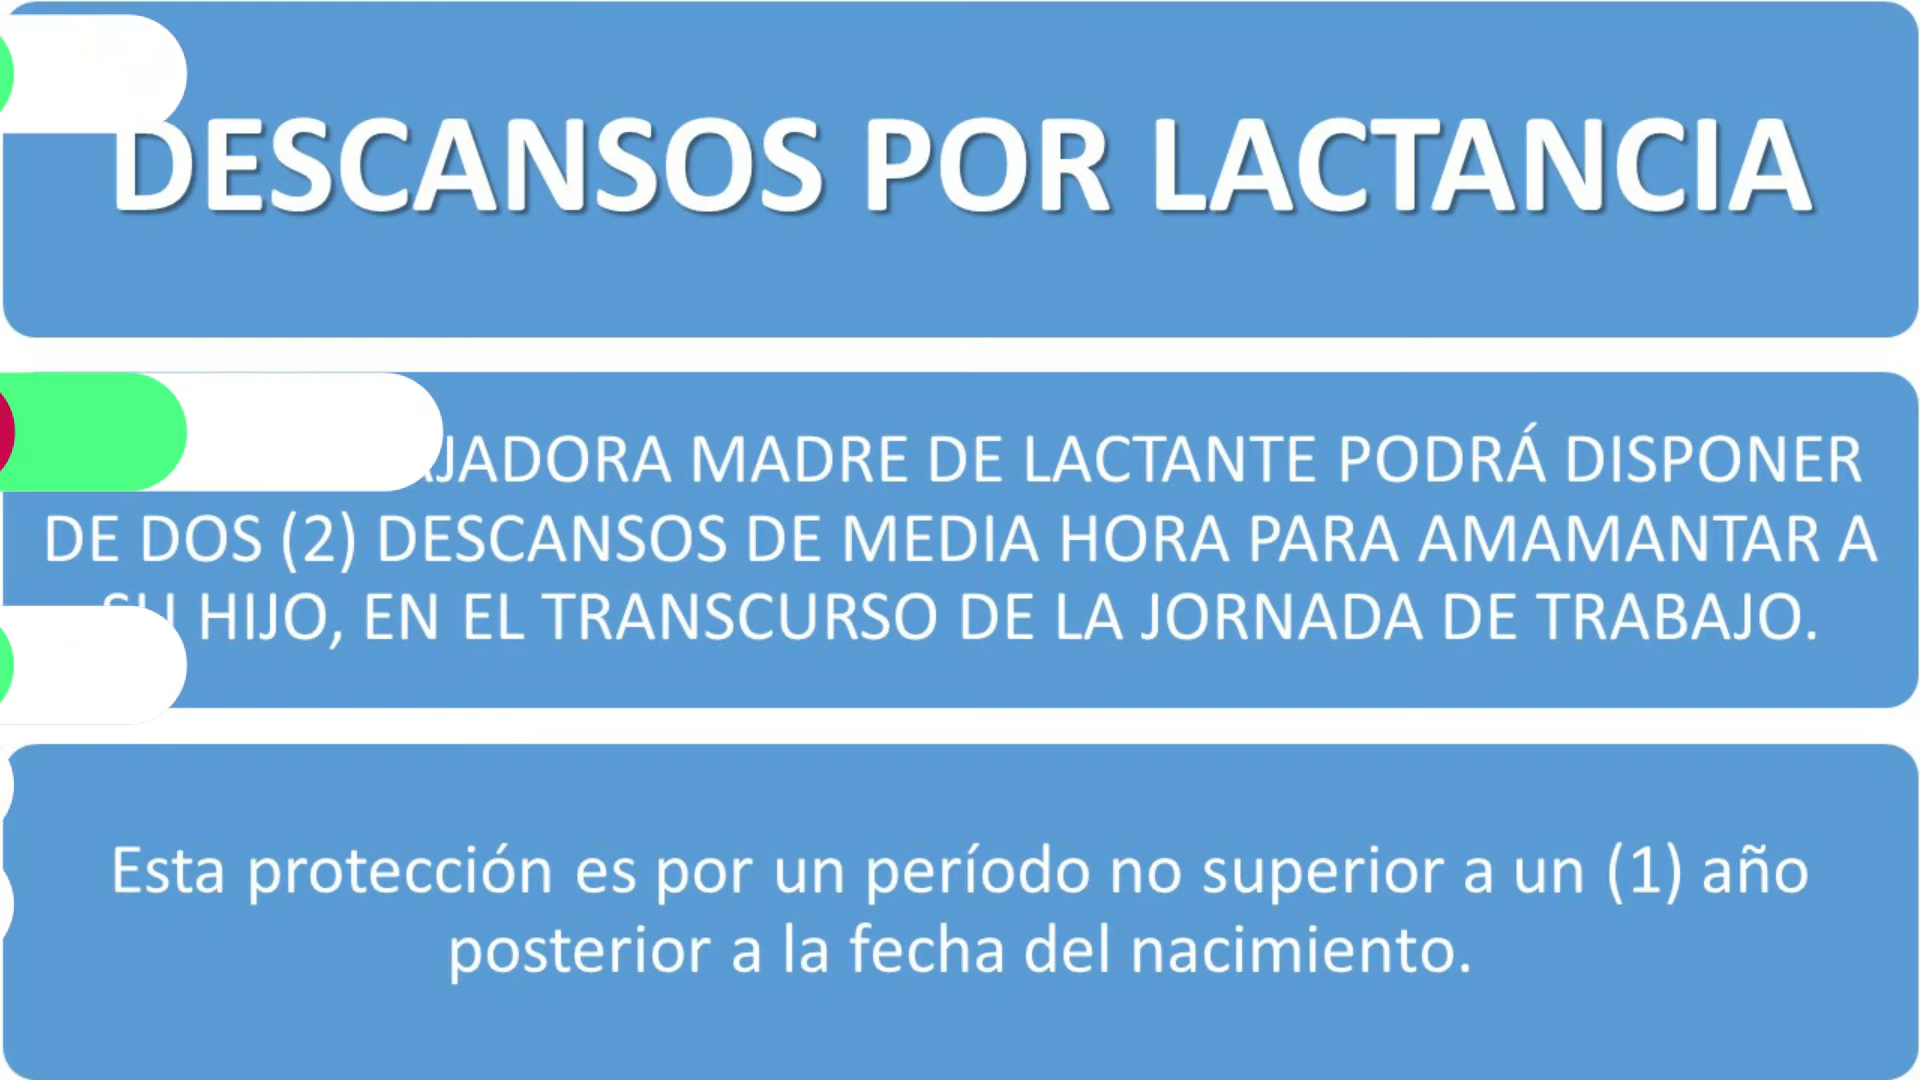 DESCANSOS POR LACTANCIA
MADRE DE LACTANTE PODRÁ DISPONER
DE DOS (2) DESCANSOS DE MEDIA HORA PARA AMAMANTAR A
SU HIJO, EN EL TRANSCURSO DE LA JORNADA DE TRABAJO.
Esta protección es por un período no superior a un (1) año
posterior a la fecha del nacimiento.